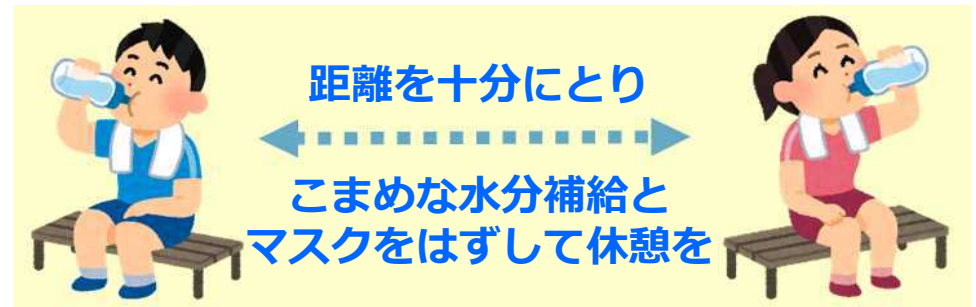 距離を十分にとり
こまめな水分補給と
マスクをはずして休憩を